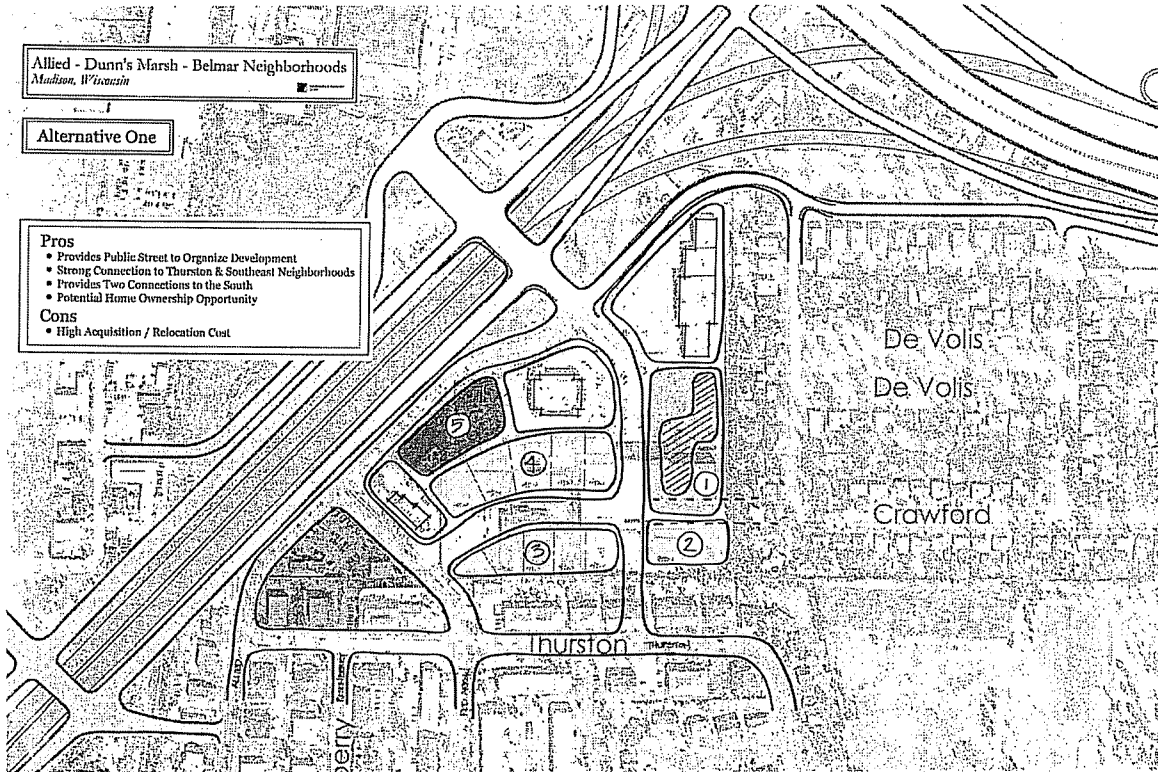 Allied - Dunn's Marsh - Belmar Neighborhoods
Madison, Wisconsin
Alternative One
Pros
• Provides Public Street to Organize Development
• Strong Connection to Thurston & Southeast Neighborhoods
• Provides Two Connections to the South
• Potential Home Ownership Opportunity
Cons
• High Acquisition / Relocation Cost
De Volis
De Volis
5
4
1
Crawford
3
2
Thurston
Thurston
berry